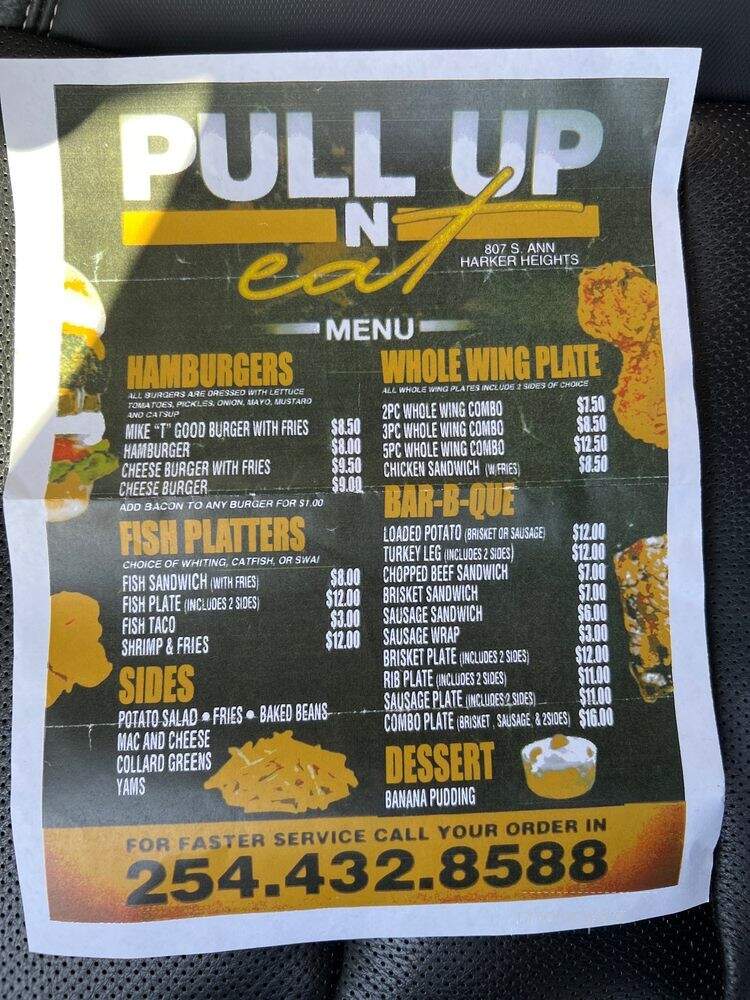 PULL UP
N
eat
807 S. ANN
HARKER HEIGHTS
MENU
HAMBURGERS
ALL BURGERS ARE DRESSED WITH LETTUCE
TOMATOES, PICKLES, ONION, MAYO, MUSTARD
AND CATSUP
MIKE "T" GOOD BURGER WITH FRIES $8.50
HAMBURGER $8.00
CHEESE BURGER WITH FRIES $9.50
CHEESE BURGER $9.00
ADD BACON TO ANY BURGER FOR $1.00
FISH PLATTERS
CHOICE OF WHITING, CATFISH, OR SWAI
FISH SANDWICH (WITH FRIES) $8.00
FISH PLATE (INCLUDES 2 SIDES) $12.00
FISH TACO $3.00
SHRIMP & FRIES $12.00
SIDES
POTATO SALAD • FRIES • BAKED BEANS
MAC AND CHEESE
COLLARD GREENS
YAMS
WHOLE WING PLATE
ALL WHOLE WING PLATES INCLUDE 2 SIDES OF CHOICE
2PC WHOLE WING COMBO $7.50
3PC WHOLE WING COMBO $8.50
5PC WHOLE WING COMBO $12.50
CHICKEN SANDWICH (W/FRIES) $8.50
BAR-B-QUE
LOADED POTATO (BRISKET OR SAUSAGE) $12.00
TURKEY LEG (INCLUDES 2 SIDES) $12.00
CHOPPED BEEF SANDWICH $7.00
BRISKET SANDWICH $7.00
SAUSAGE SANDWICH $6.00
SAUSAGE WRAP $3.00
BRISKET PLATE (INCLUDES 2 SIDES) $12.00
RIB PLATE (INCLUDES 2 SIDES) $11.00
SAUSAGE PLATE (INCLUDES 2 SIDES) $11.00
COMBO PLATE (BRISKET, SAUSAGE, & 2SIDES) $16.00
DESSERT
BANANA PUDDING
FOR FASTER SERVICE CALL YOUR ORDER IN
254.432.8588